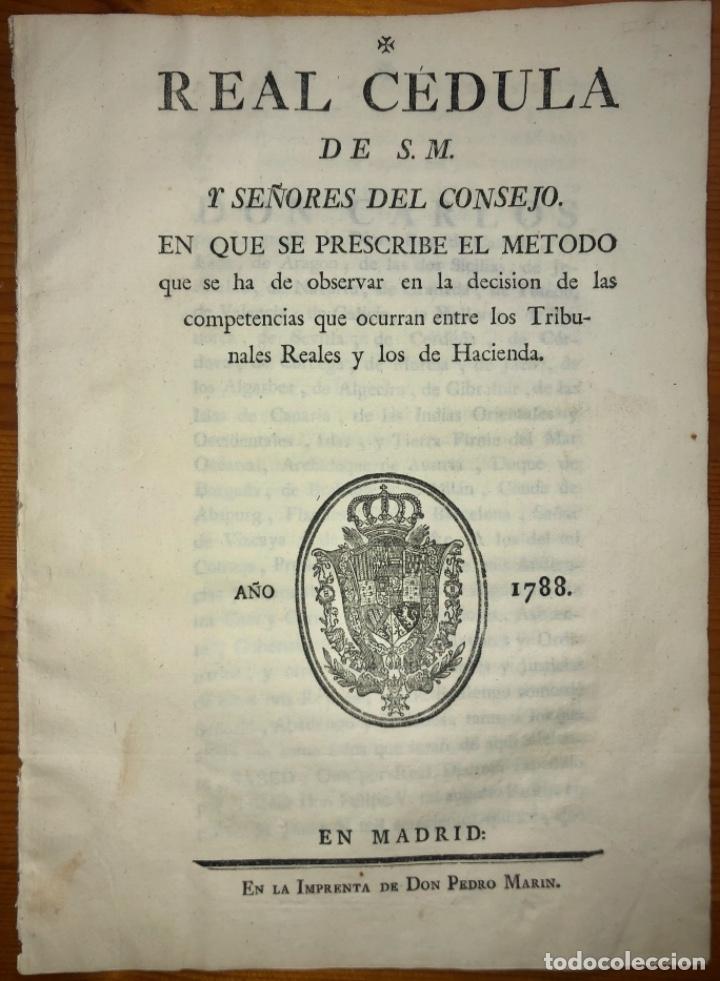 ✠
REAL CÉDULA
DE S. M.
Y SEÑORES DEL CONSEJO.
EN QUE SE PRESCRIBE EL METODO
que se ha de observar en la decision de las
competencias que ocurran entre los Tribu-
nales Reales y los de Hacienda.
AÑO 1788.
EN MADRID:
EN LA IMPRENTA DE DON PEDRO MARIN.
todocoleccion